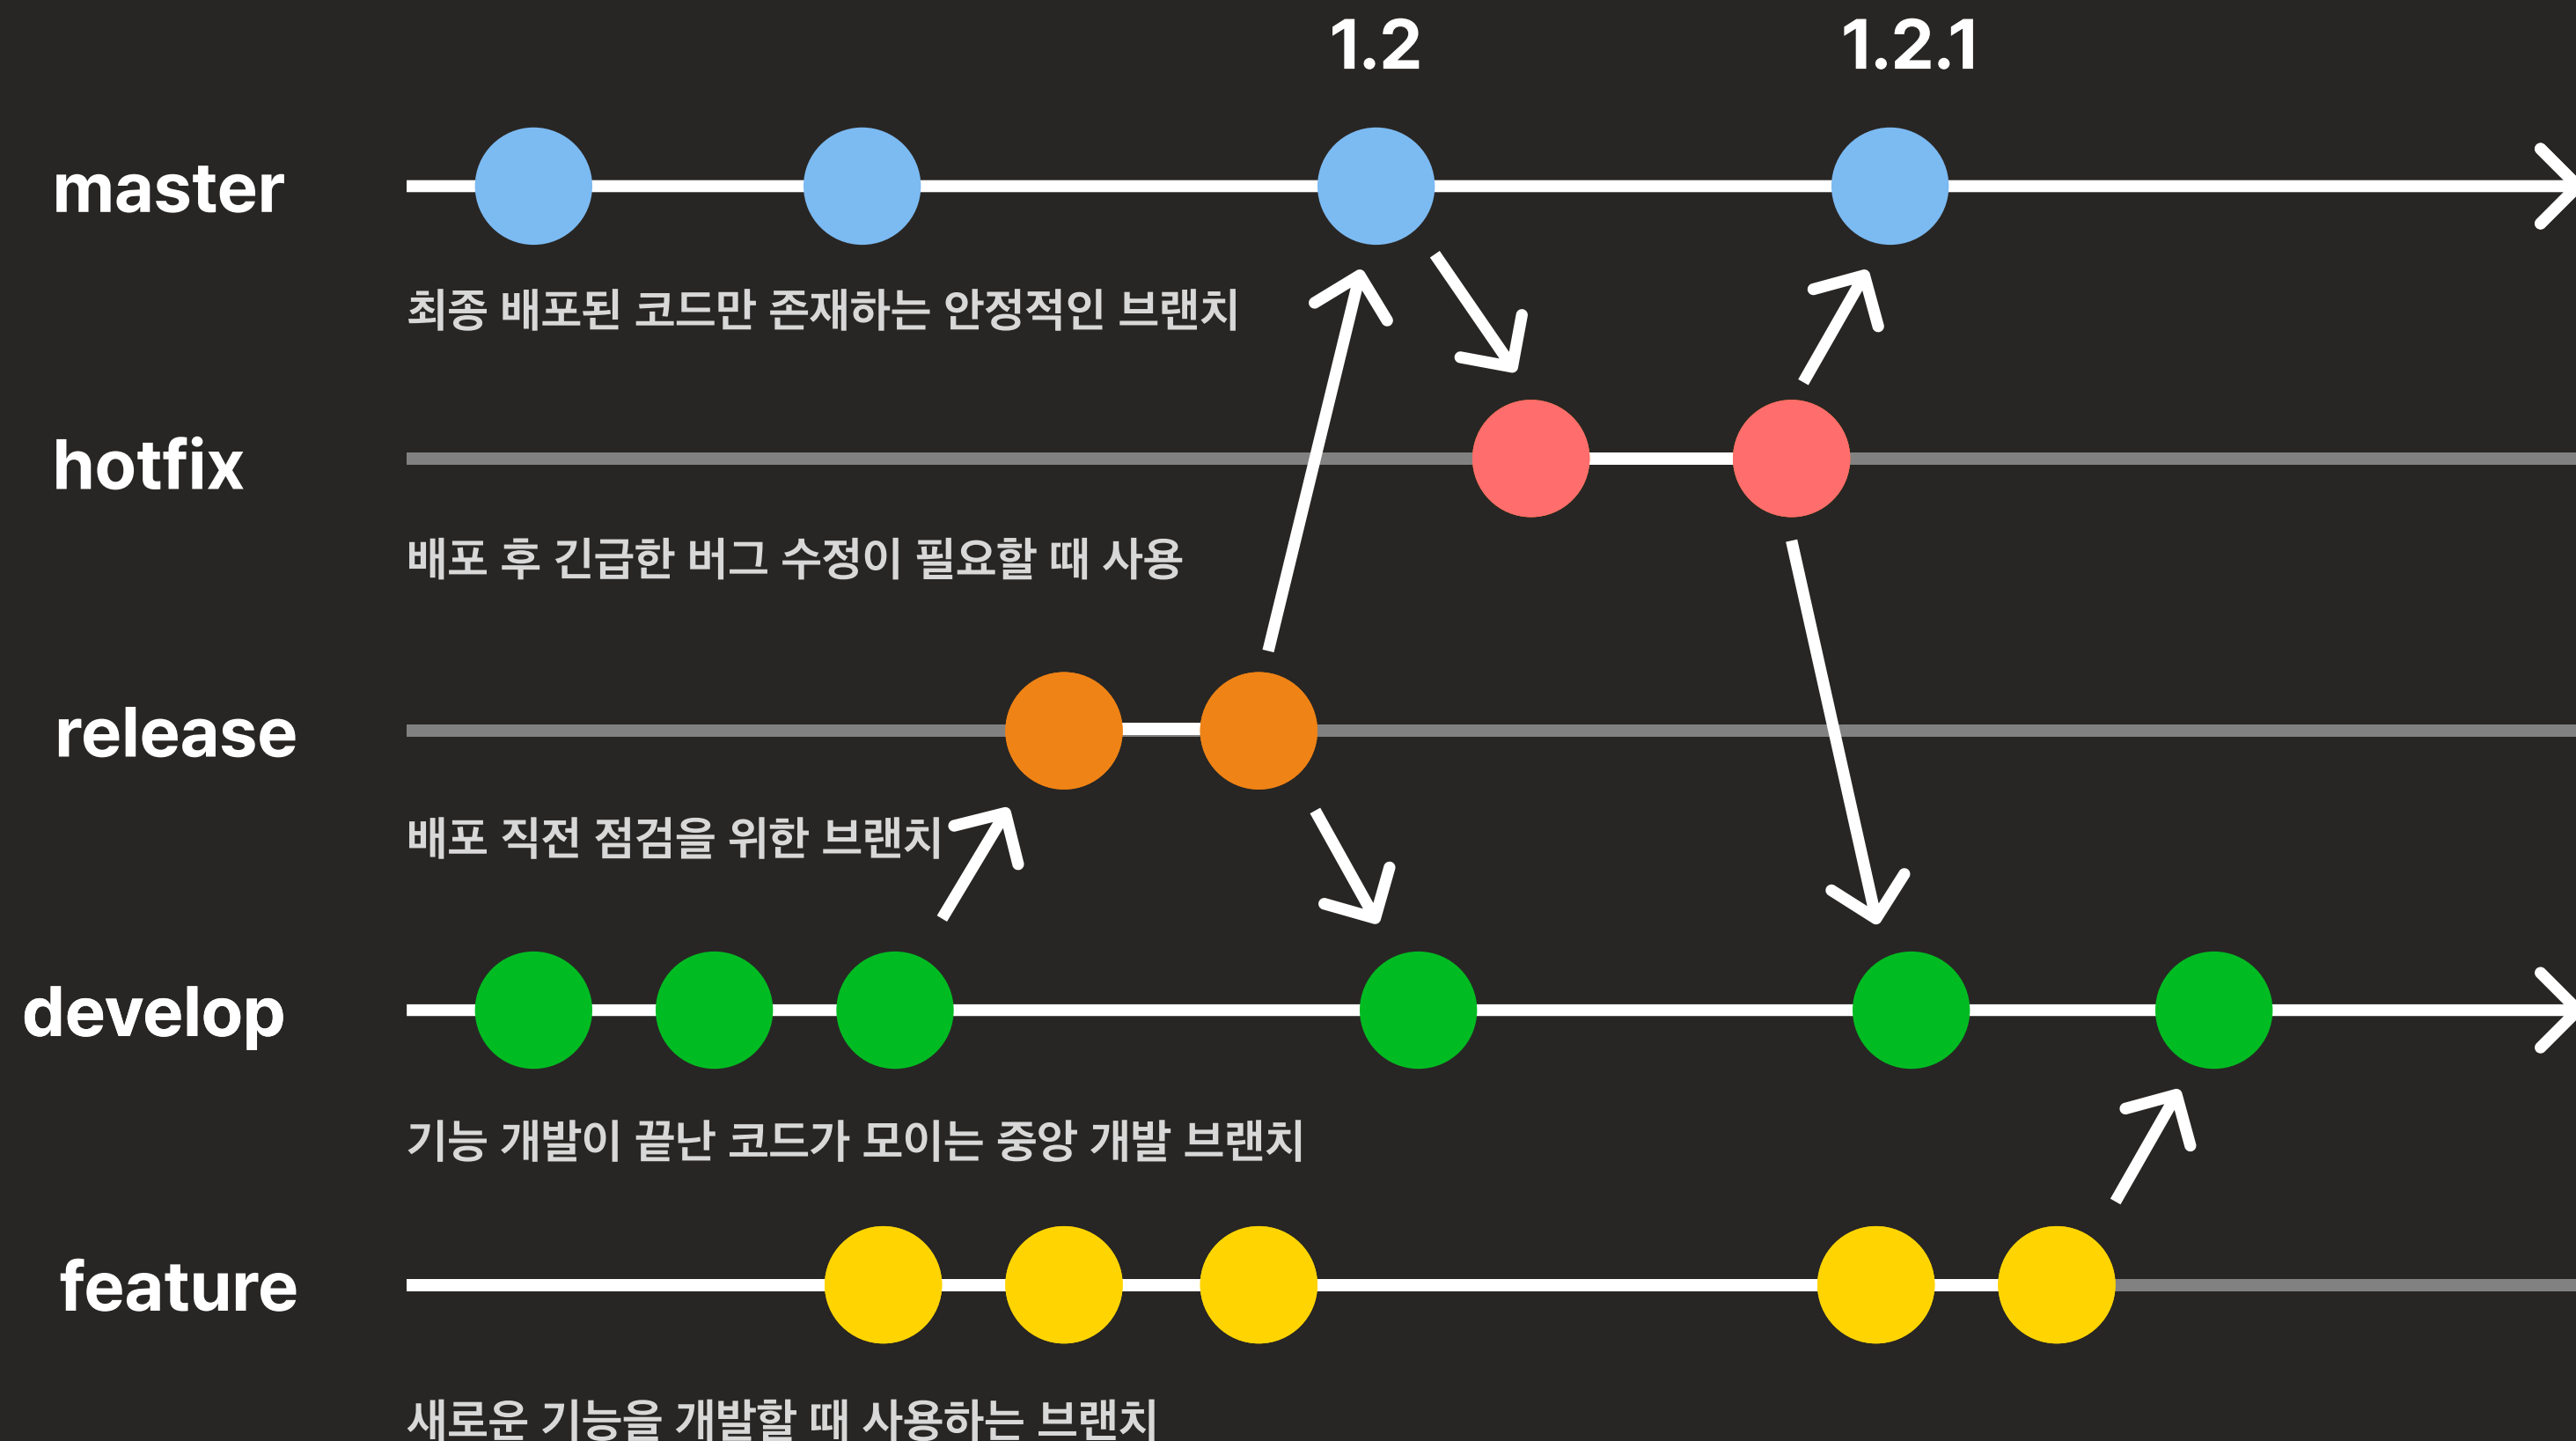 1.2
1.2.1
master
최종 배포된 코드만 존재하는 안정적인 브랜치
hotfix
배포 후 긴급한 버그 수정이 필요할 때 사용
release
배포 직전 점검을 위한 브랜치
develop
기능 개발이 끝난 코드가 모이는 중앙 개발 브랜치
feature
새로운 기능을 개발할 때 사용하는 브랜치